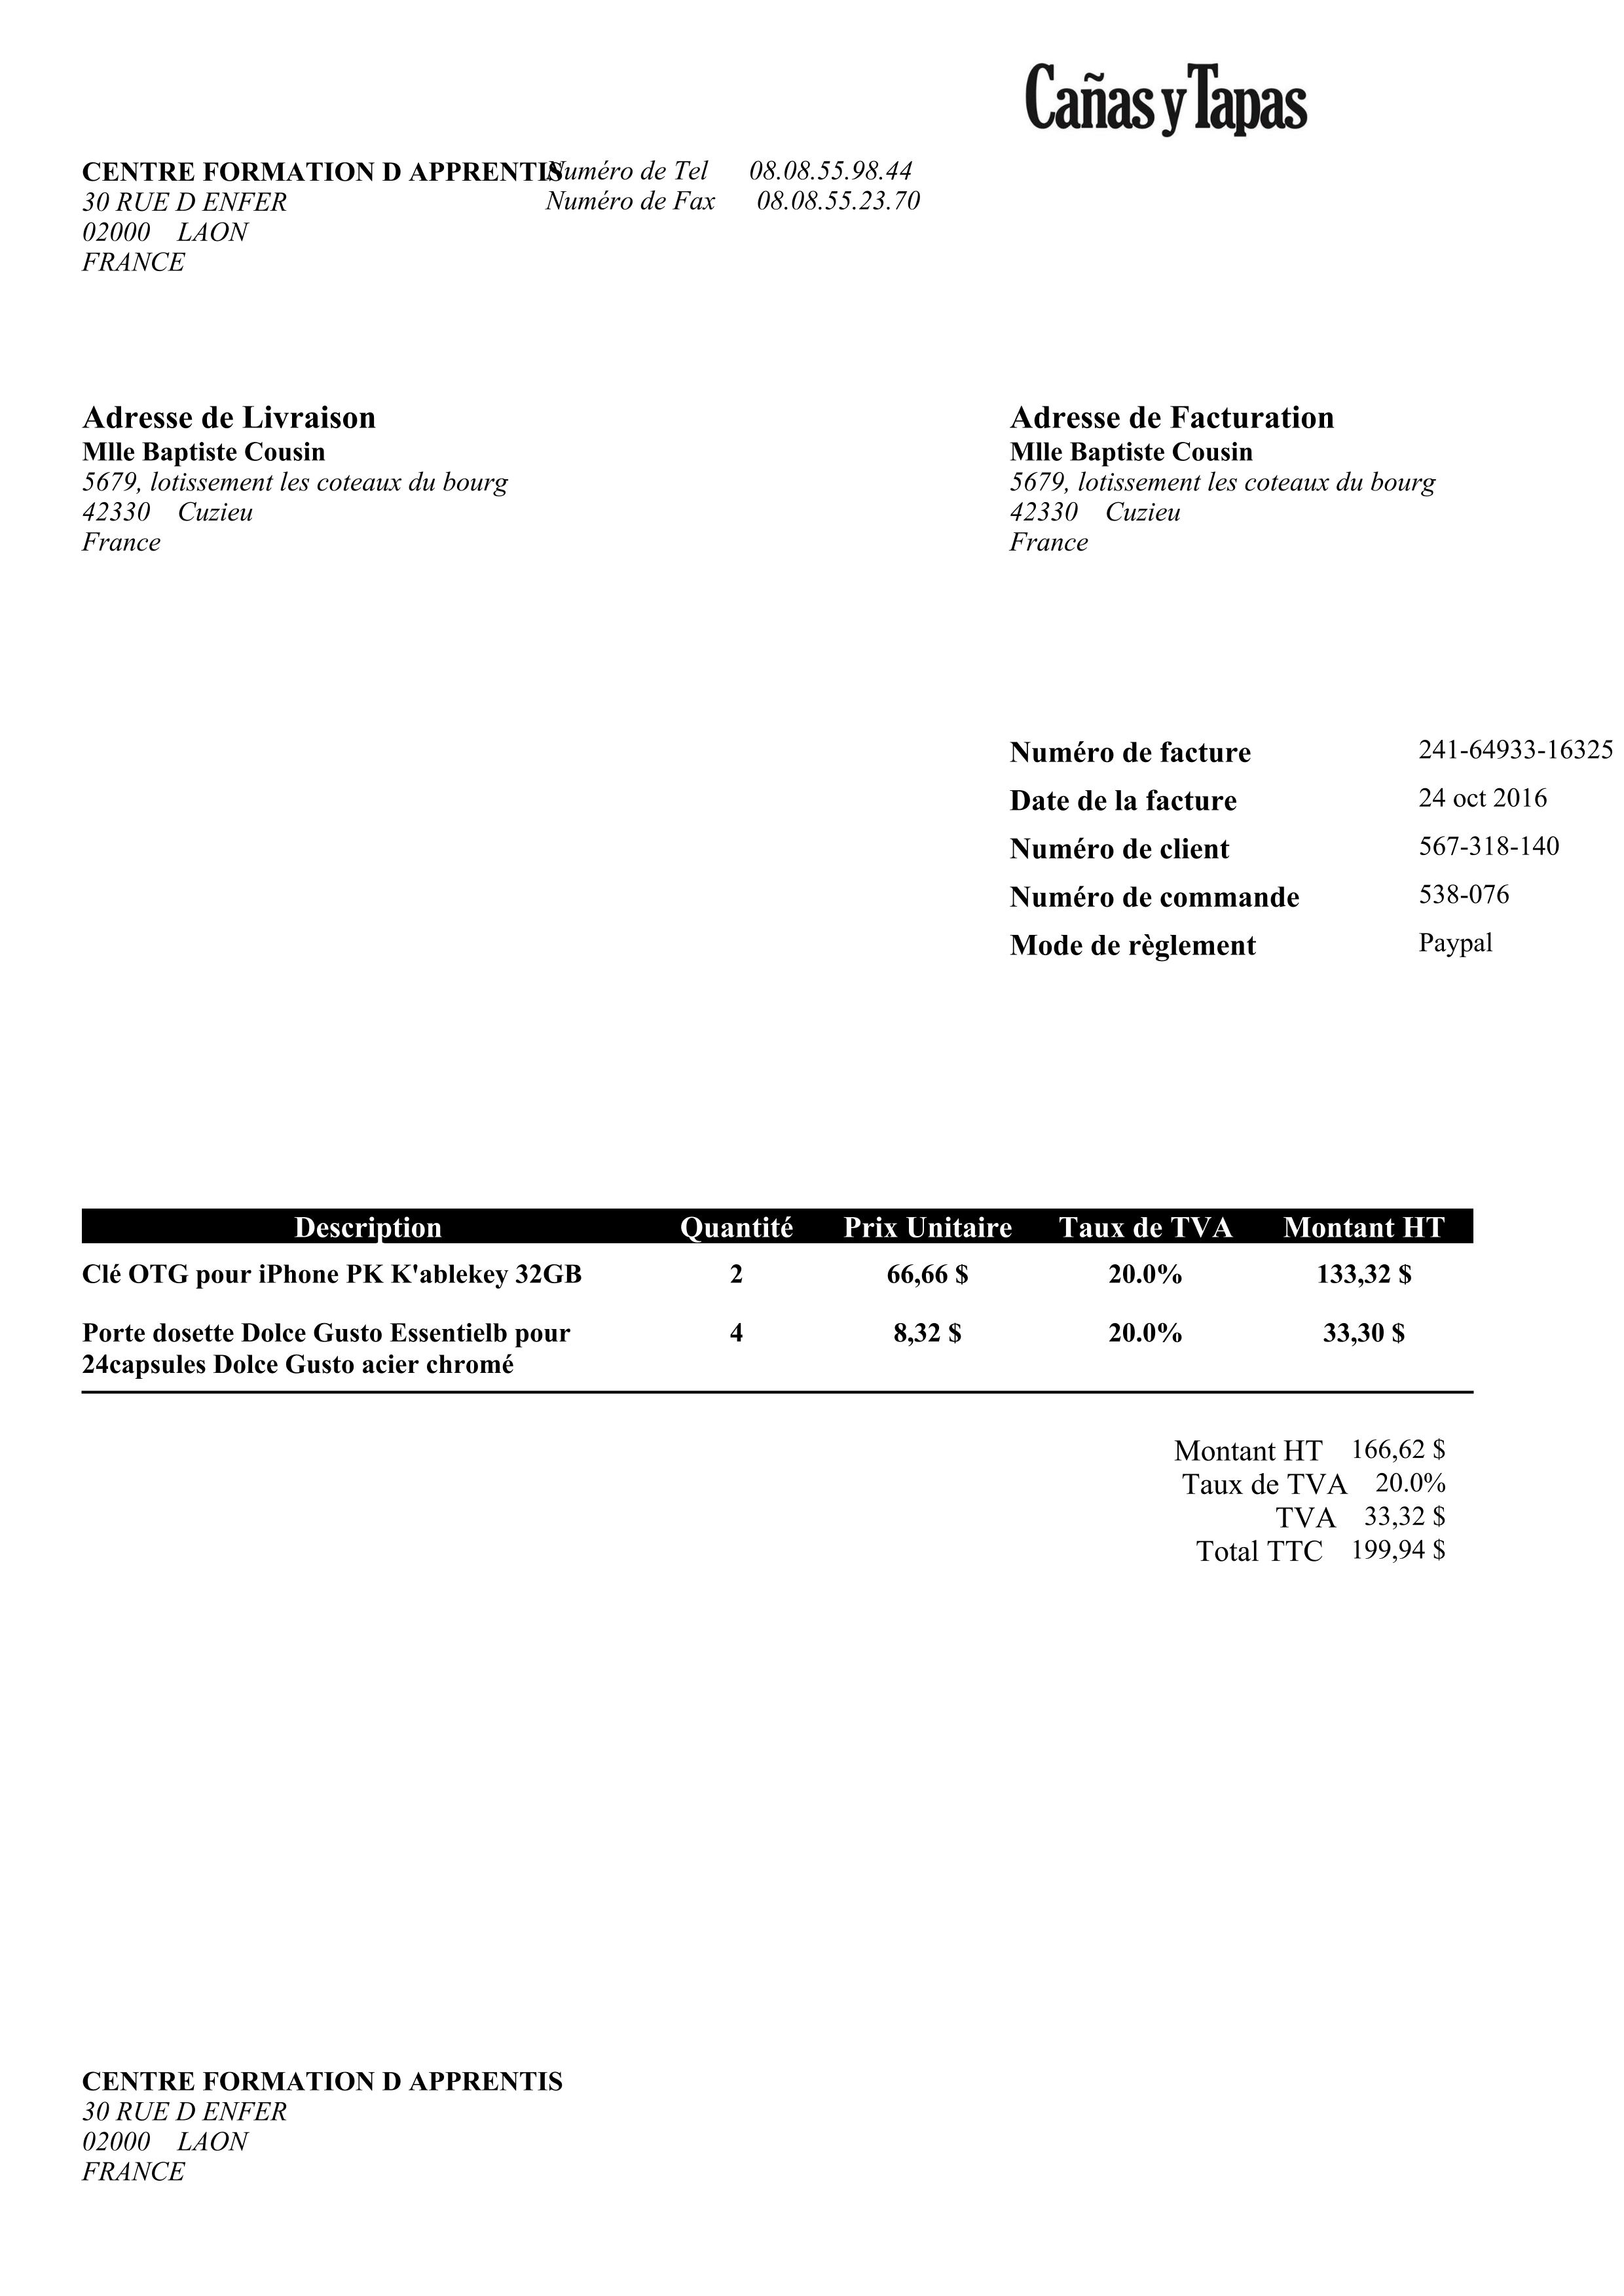 Cañas y Tapas
CENTRE FORMATION D APPRENTIS
30 RUE D ENFER
02000 LAON
FRANCE
Numéro de Tel 08.08.55.98.44
Numéro de Fax 08.08.55.23.70
Adresse de Livraison
Mlle Baptiste Cousin
5679, lotissement les coteaux du bourg
42330 Cuzieu
France
Adresse de Facturation
Mlle Baptiste Cousin
5679, lotissement les coteaux du bourg
42330 Cuzieu
France
Numéro de facture 241-64933-16325
Date de la facture 24 oct 2016
Numéro de client 567-318-140
Numéro de commande 538-076
Mode de règlement Paypal
Description Quantité Prix Unitaire Taux de TVA Montant HT
Clé OTG pour iPhone PK K'ablekey 32GB 2 66,66 $ 20.0% 133,32 $
Porte dosette Dolce Gusto Essentielb pour 4 8,32 $ 20.0% 33,30 $
24capsules Dolce Gusto acier chromé
Montant HT 166,62 $
Taux de TVA 20.0%
TVA 33,32 $
Total TTC 199,94 $
CENTRE FORMATION D APPRENTIS
30 RUE D ENFER
02000 LAON
FRANCE